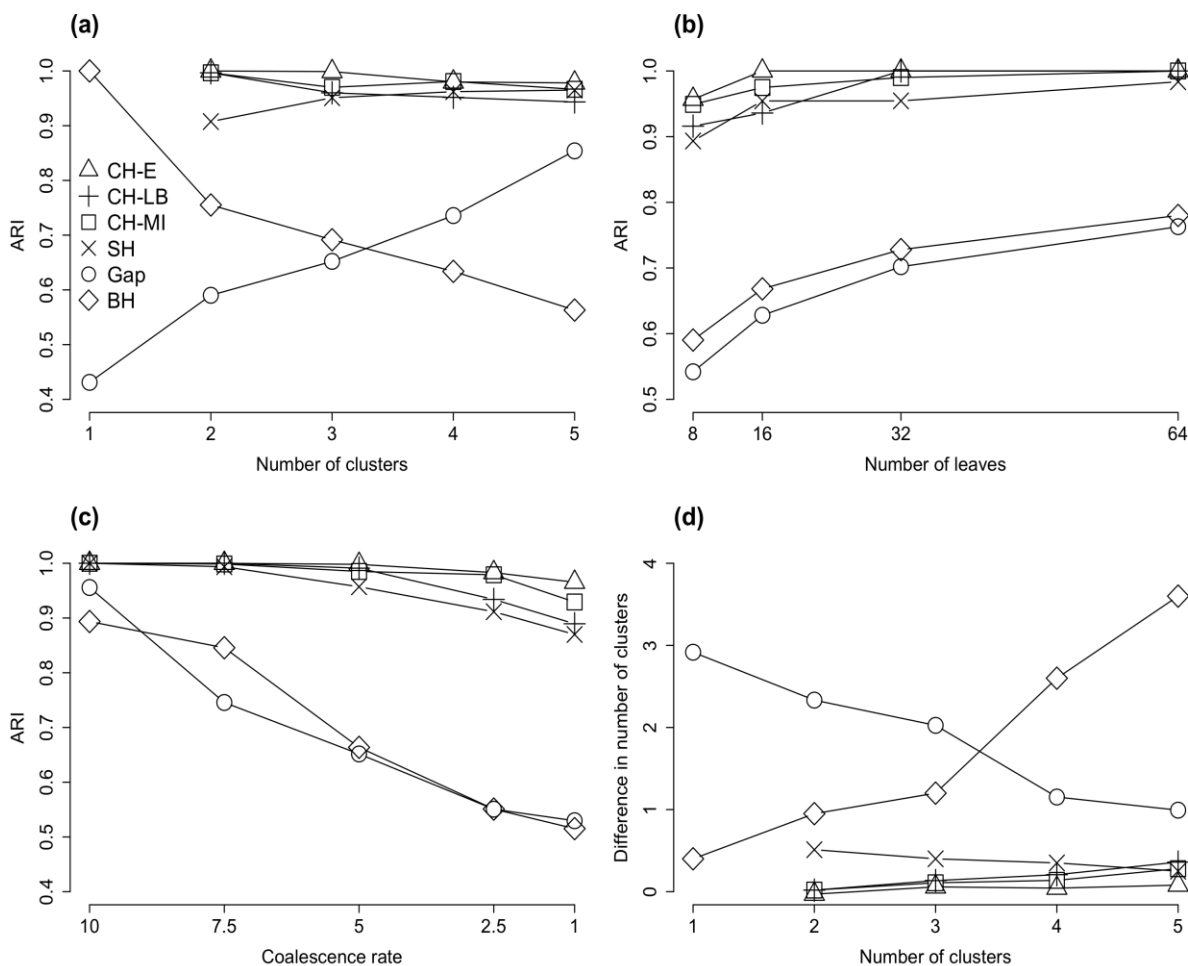 (a)
ARI
1.0
0.9
0.8
0.7
0.6
0.5
0.4
CH-E
CH-LB
CH-MI
SH
Gap
BH
1 2 3 4 5
Number of clusters
(b)
ARI
1.0
0.9
0.8
0.7
0.6
0.5
8 16 32 64
Number of leaves
(c)
ARI
1.0
0.9
0.8
0.7
0.6
0.5
0.4
10 7.5 5 2.5 1
Coalescence rate
(d)
Difference in number of clusters
4
3
2
1
0
1 2 3 4 5
Number of clusters